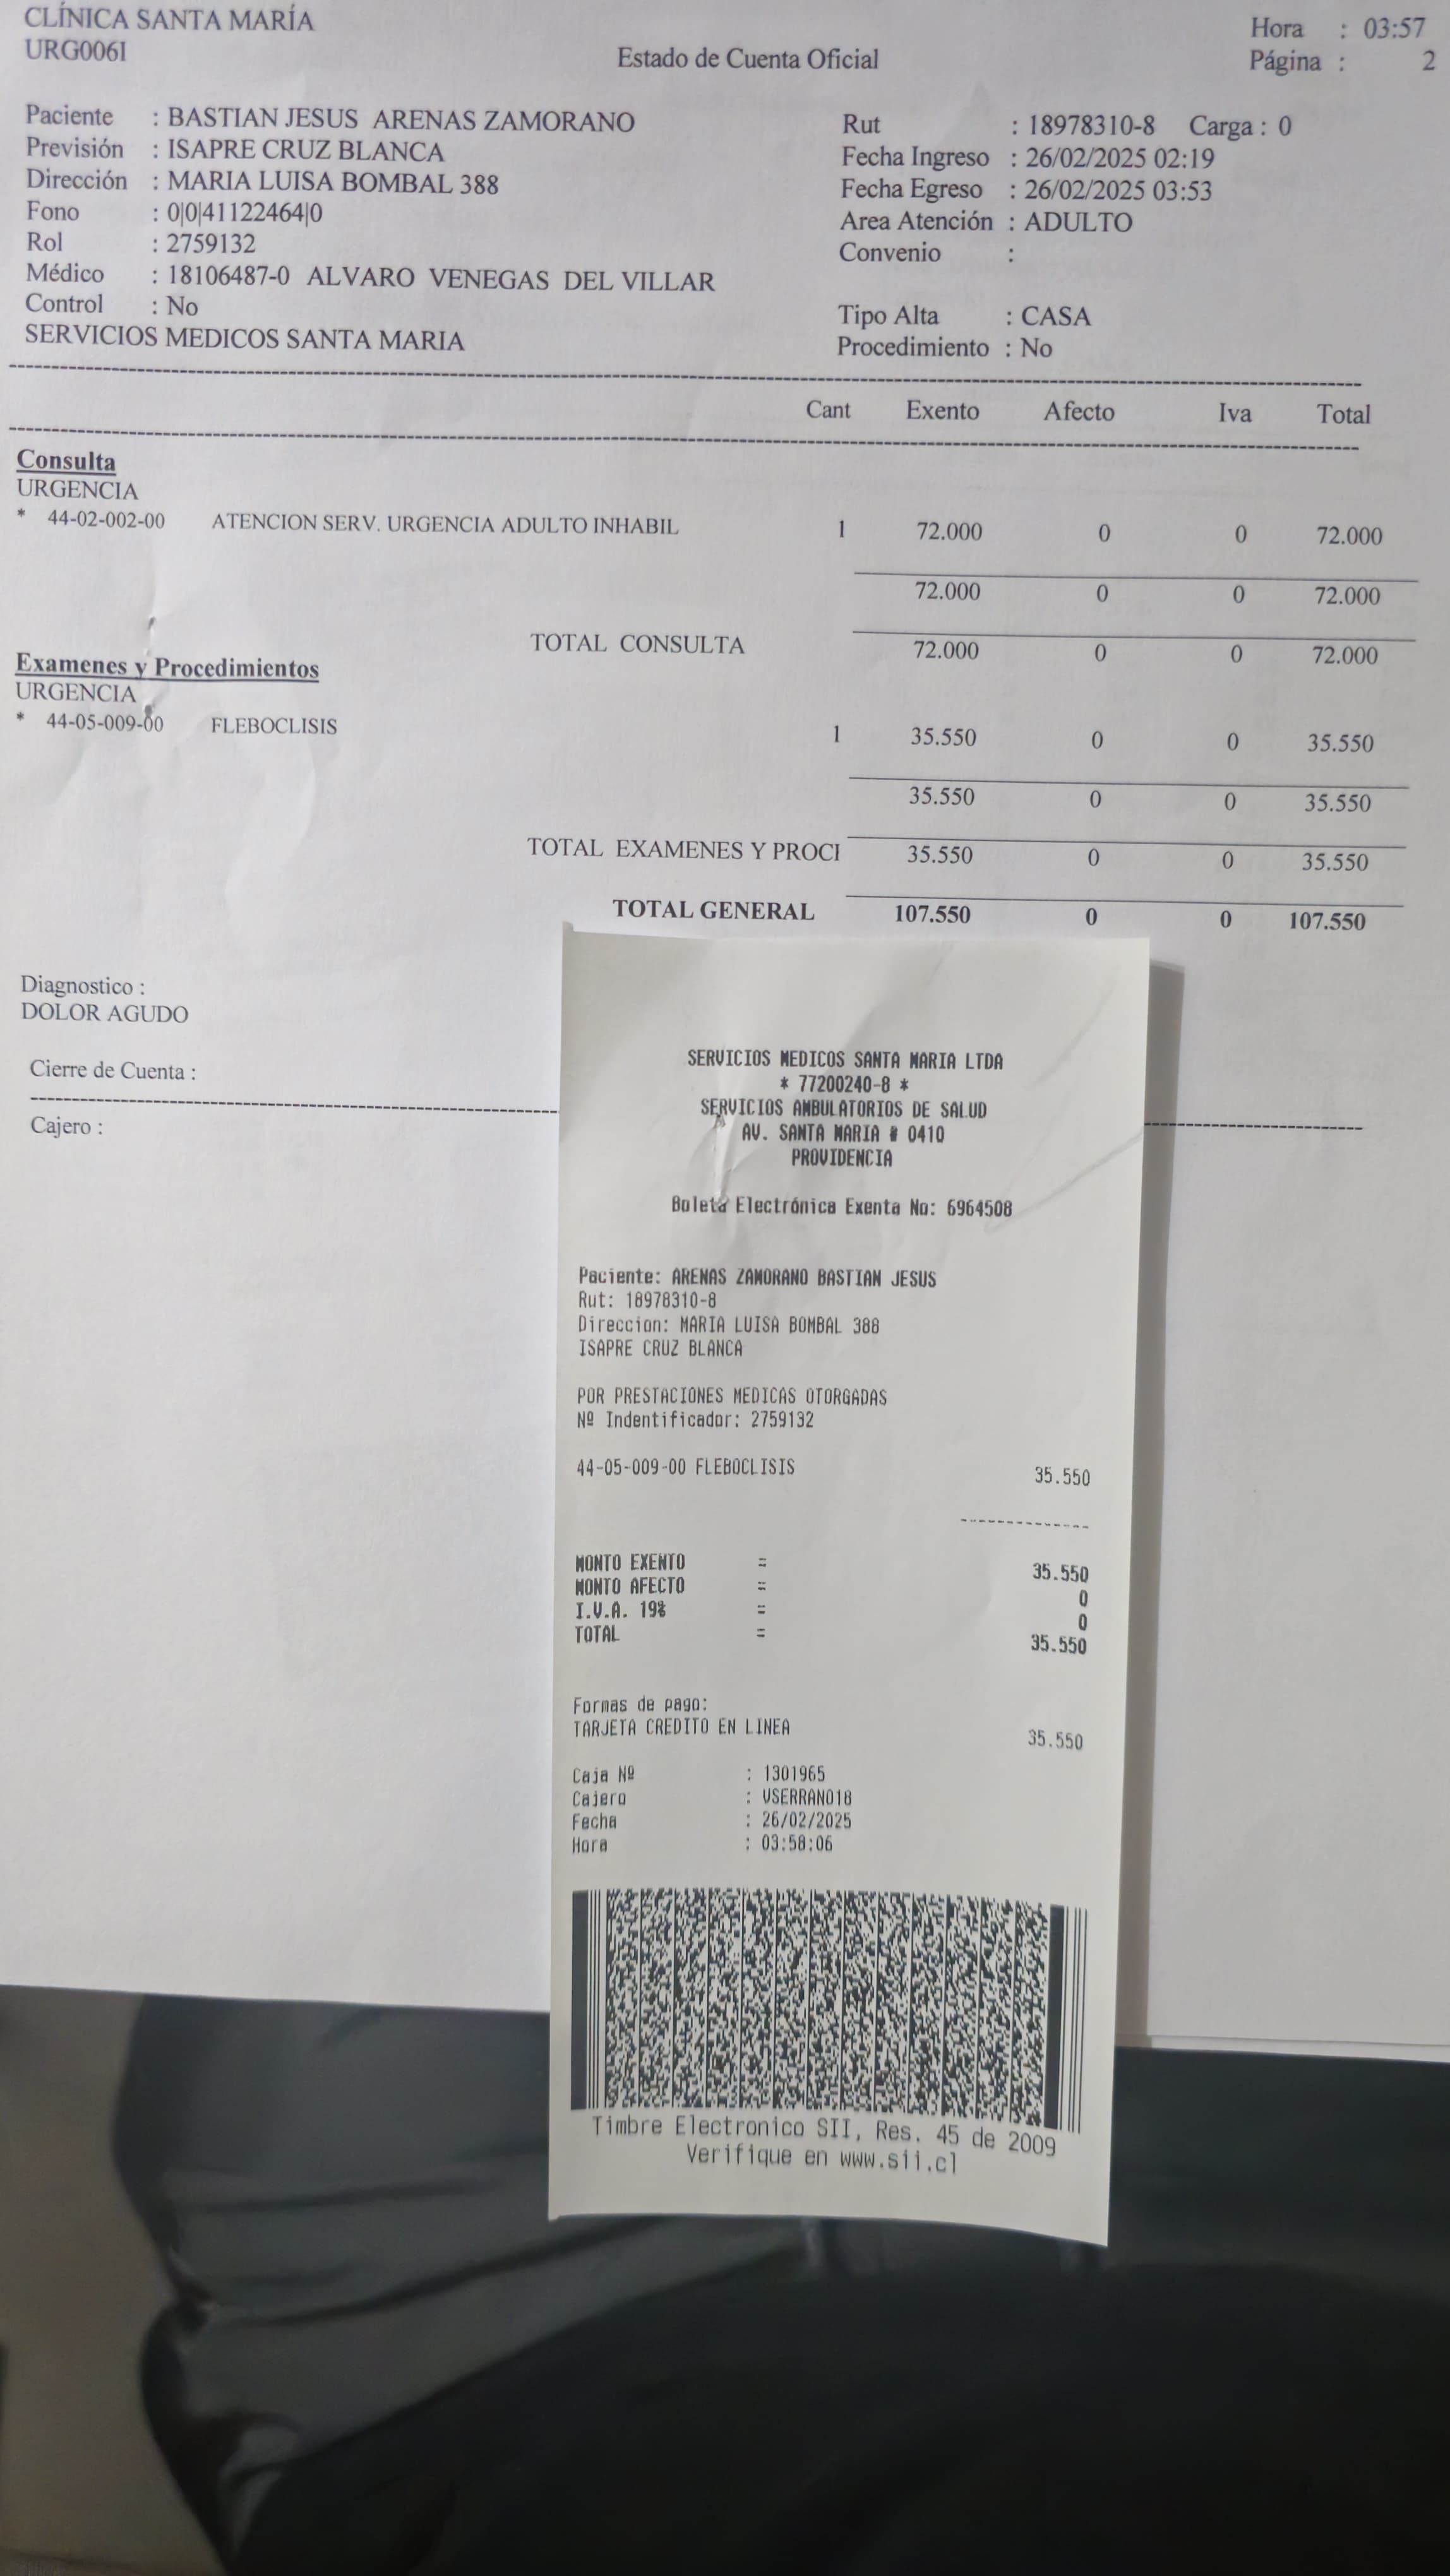 CLÍNICA SANTA MARÍA
URG006I
Estado de Cuenta Oficial
Hora : 03:57
Página : 2
Paciente : BASTIAN JESUS ARENAS ZAMORANO
Previsión : ISAPRE CRUZ BLANCA
Dirección : MARIA LUISA BOMBAL 388
Fono : 0|0|41122464|0
Rol : 2759132
Médico : 18106487-0 ALVARO VENEGAS DEL VILLAR
Control : No
SERVICIOS MEDICOS SANTA MARIA
Rut : 18978310-8 Carga : 0
Fecha Ingreso : 26/02/2025 02:19
Fecha Egreso : 26/02/2025 03:53
Area Atención : ADULTO
Convenio :
Tipo Alta : CASA
Procedimiento : No
Cant Exento Afecto Iva Total
Consulta
URGENCIA
* 44-02-002-00 ATENCION SERV. URGENCIA ADULTO INHABIL 1 72.000 0 0 72.000
72.000 0 0 72.000
TOTAL CONSULTA 72.000 0 0 72.000
Examenes y Procedimientos
URGENCIA
* 44-05-009-00 FLEBOCLISIS 1 35.550 0 0 35.550
35.550 0 0 35.550
TOTAL EXAMENES Y PROCI 35.550 0 0 35.550
TOTAL GENERAL 107.550 0 0 107.550
Diagnostico :
DOLOR AGUDO
Cierre de Cuenta :
Cajero :
SERVICIOS MEDICOS SANTA MARIA LTDA
* 77200240-8 *
SERVICIOS AMBULATORIOS DE SALUD
AV. SANTA MARIA # 0410
PROVIDENCIA
Boleta Electrónica Exenta No: 6964508
Paciente: ARENAS ZAMORANO BASTIAN JESUS
Rut: 18978310-8
Direccion: MARIA LUISA BOMBAL 388
ISAPRE CRUZ BLANCA
POR PRESTACIONES MEDICAS OTORGADAS
Nº Indentificador: 2759132
44-05-009-00 FLEBOCLISIS 35.550
MONTO EXENTO = 35.550
MONTO AFECTO = 0
I.V.A. 19% = 0
TOTAL = 35.550
Formas de pago:
TARJETA CREDITO EN LINEA 35.550
Caja Nº : 1301965
Cajero : VSERRANO18
Fecha : 26/02/2025
Hora : 03:58:06
Timbre Electronico SII, Res. 45 de 2009
Verifique en www.sii.cl